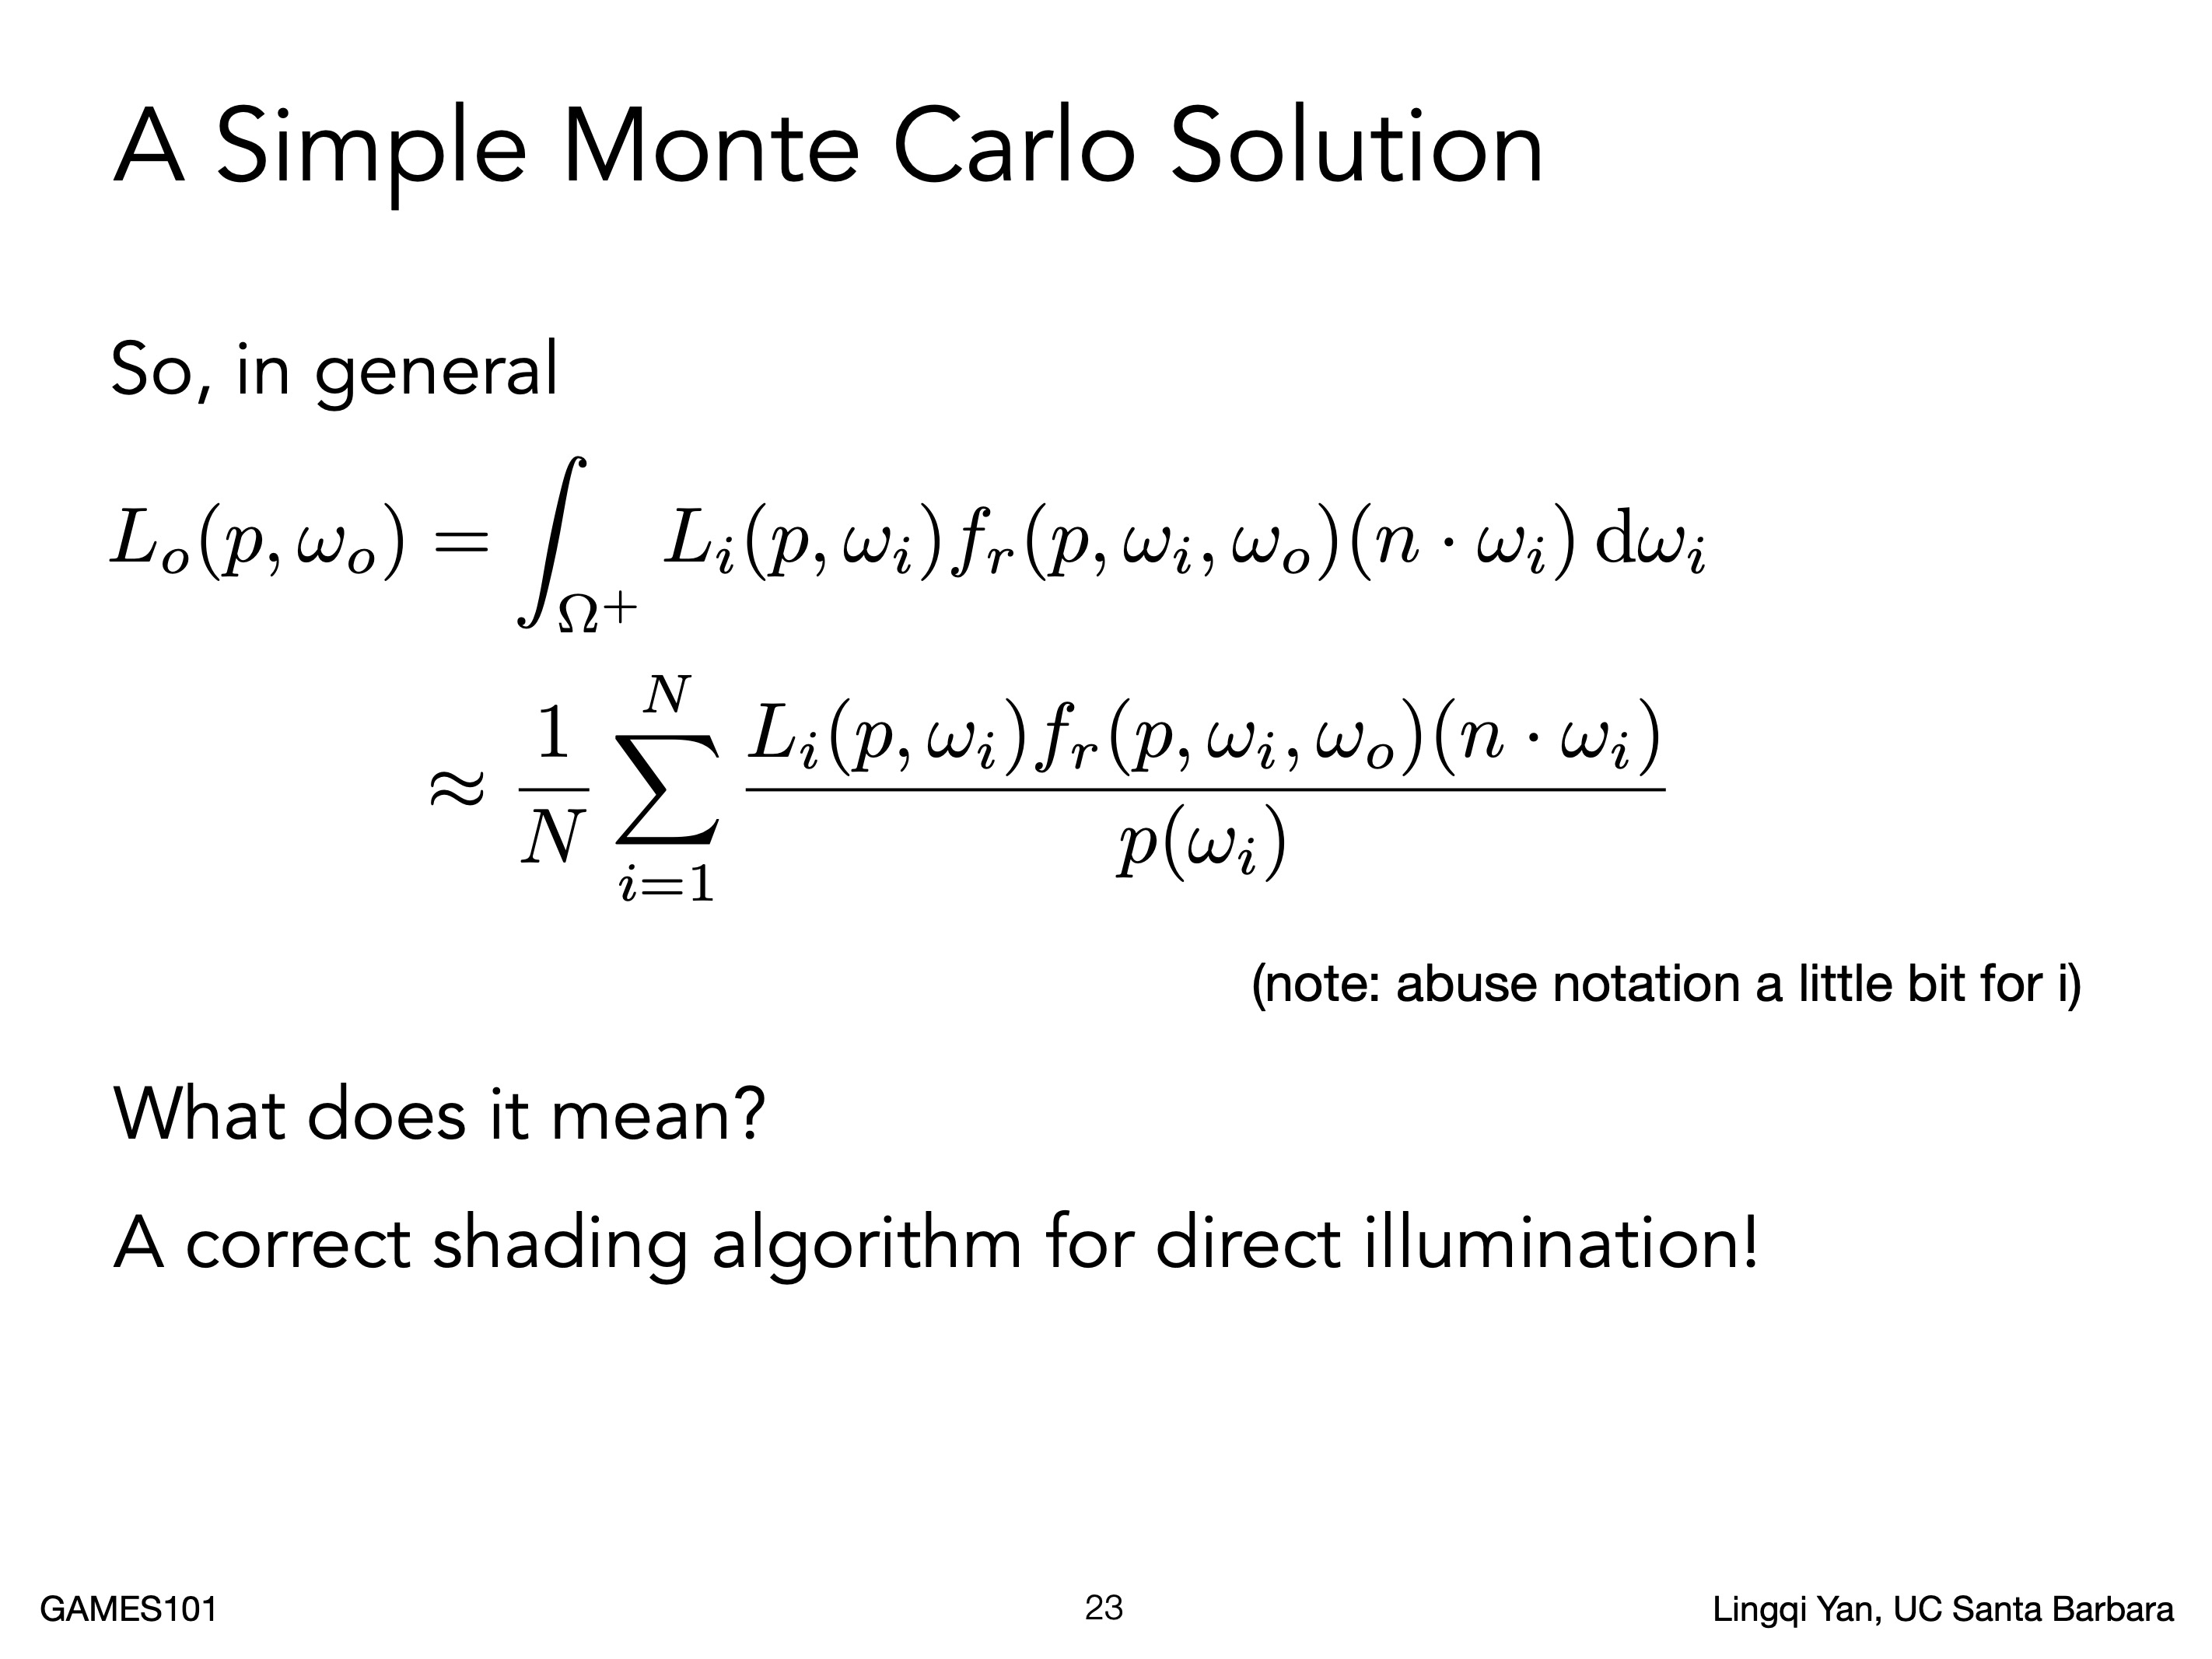 A Simple Monte Carlo Solution
So, in general
$L_o(p, \omega_o) = \int_{\Omega^+} L_i(p, \omega_i) f_r(p, \omega_i, \omega_o)(n \cdot \omega_i) \, \mathrm{d}\omega_i$
$\approx \frac{1}{N} \sum_{i=1}^{N} \frac{L_i(p, \omega_i) f_r(p, \omega_i, \omega_o)(n \cdot \omega_i)}{p(\omega_i)}$
(note: abuse notation a little bit for i)
What does it mean?
A correct shading algorithm for direct illumination!
GAMES101
23
Lingqi Yan, UC Santa Barbara